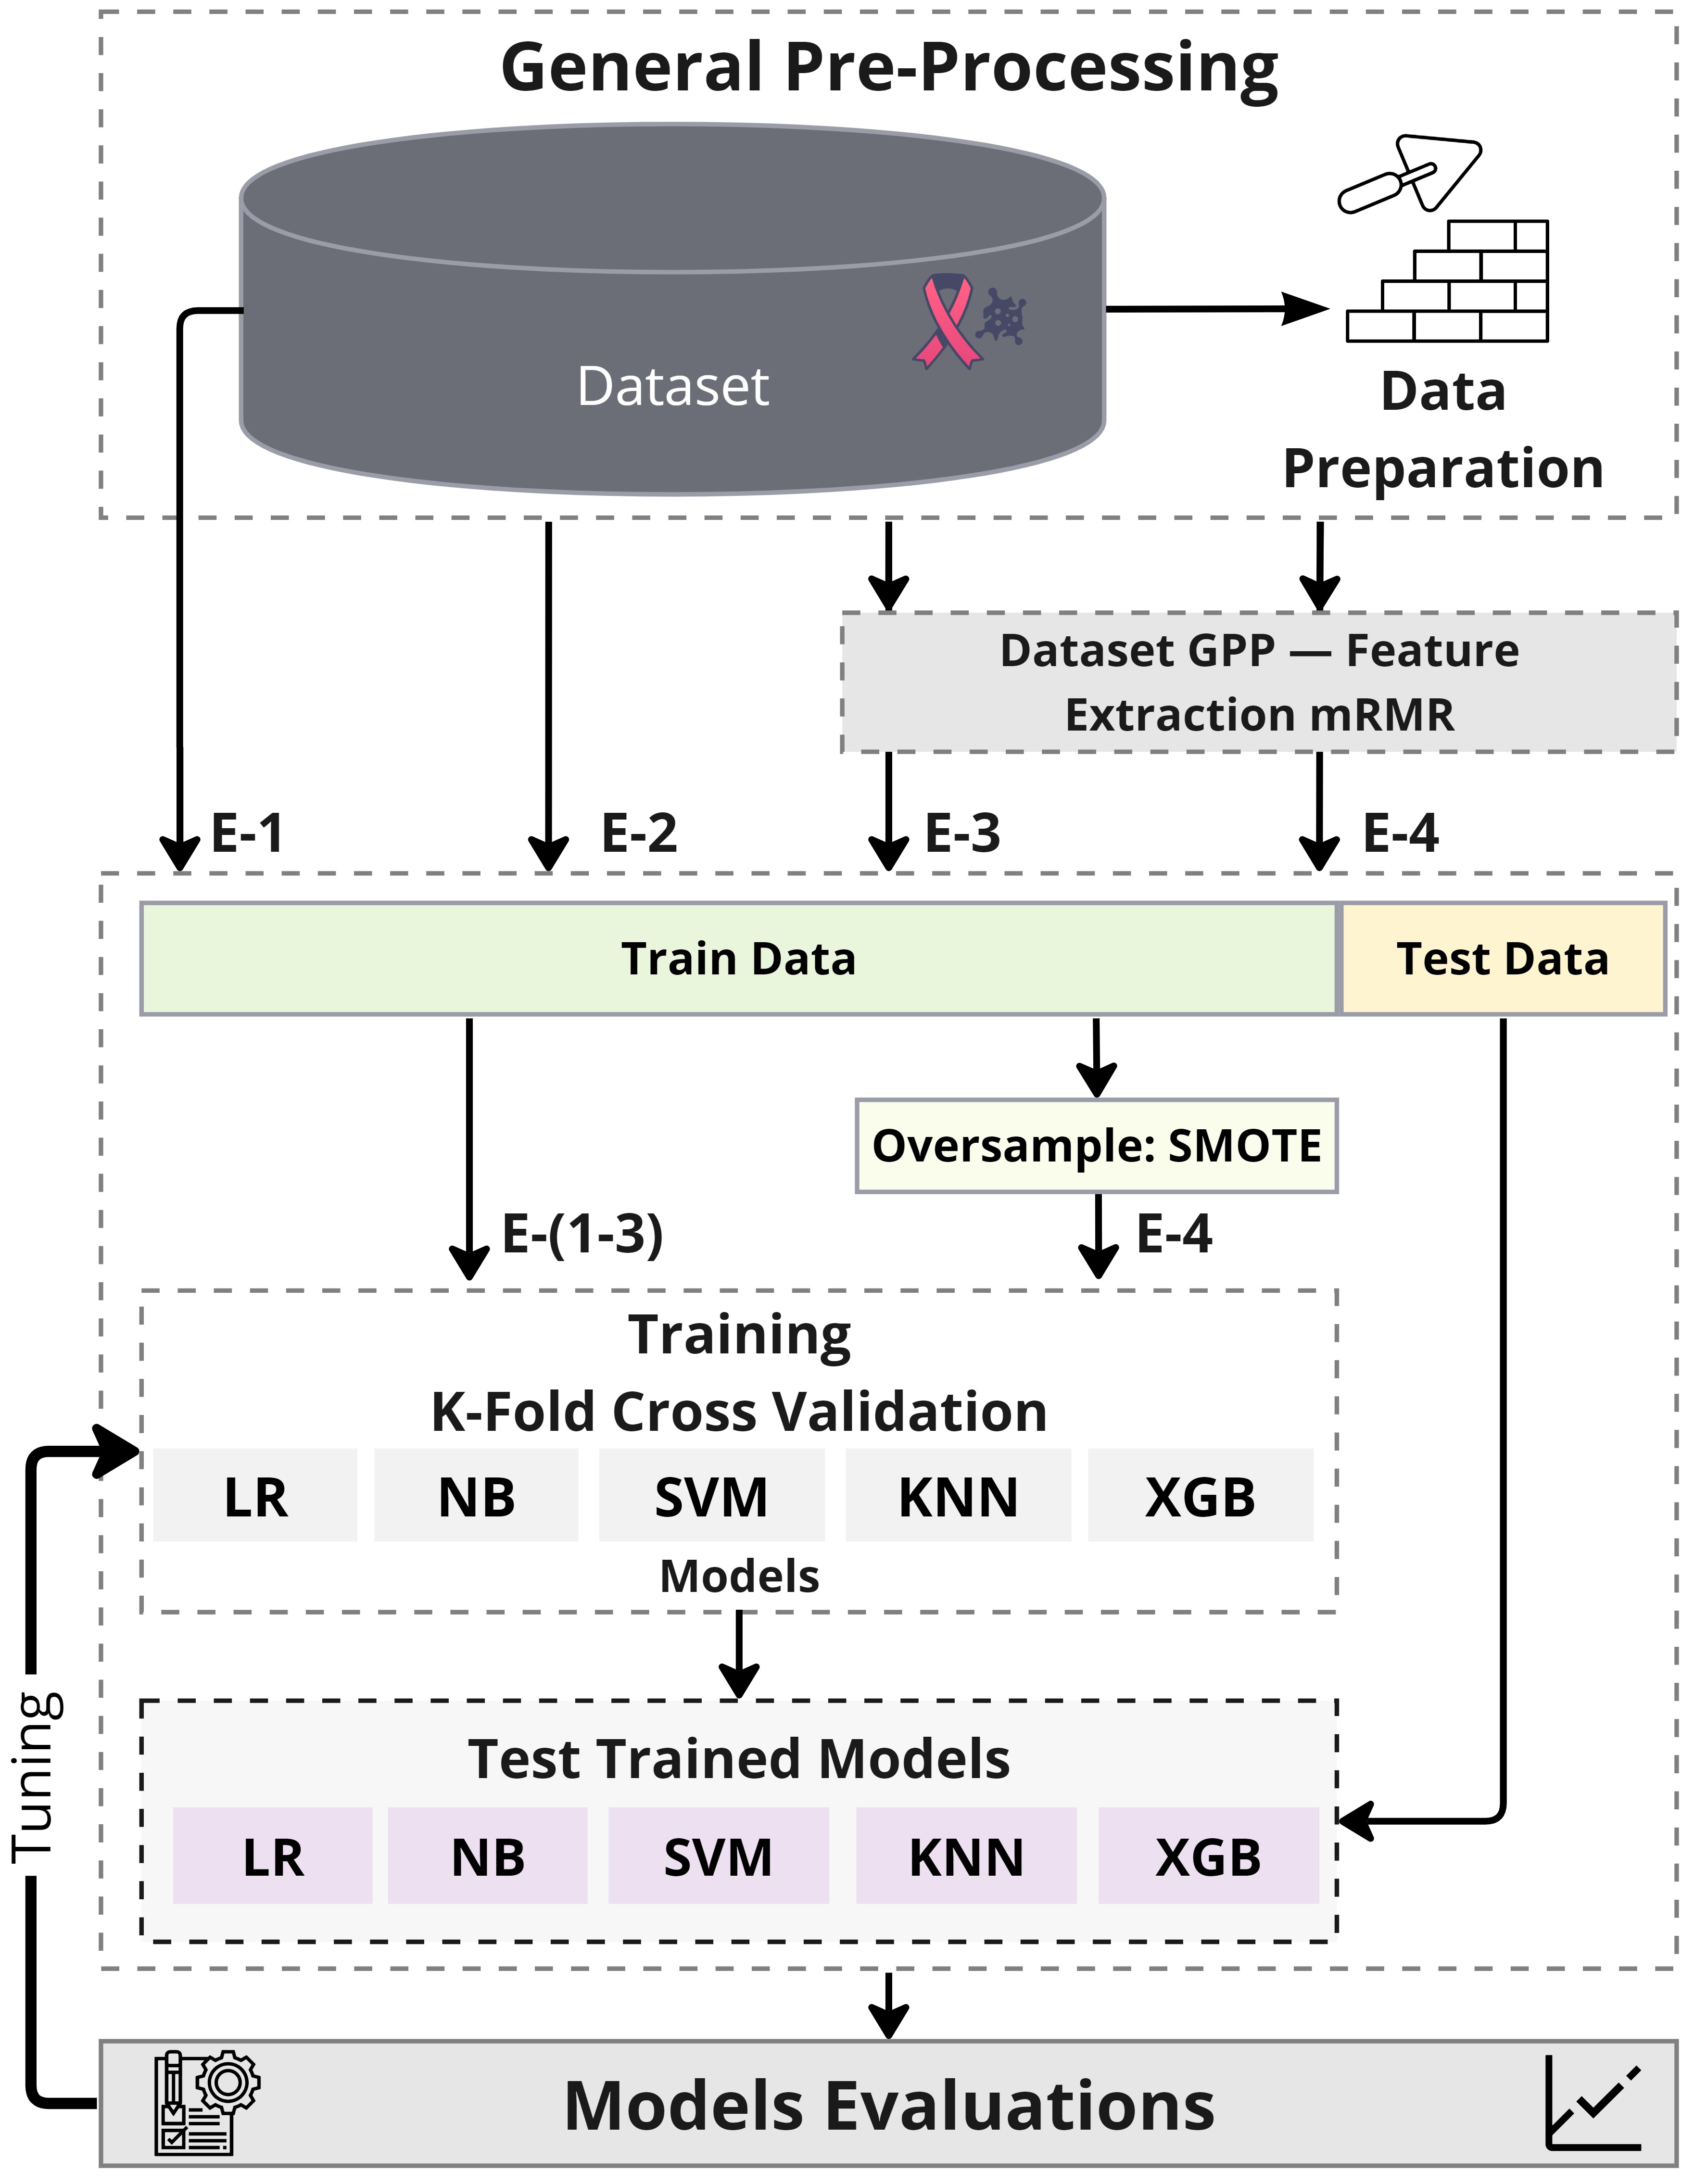 General Pre-Processing
Dataset
Data
Preparation
Dataset GPP — Feature
Extraction mRMR
E-1
E-2
E-3
E-4
Train Data
Test Data
Oversample: SMOTE
E-(1-3)
E-4
Training
K-Fold Cross Validation
LR
NB
SVM
KNN
XGB
Models
Tuning
Test Trained Models
LR
NB
SVM
KNN
XGB
Models Evaluations